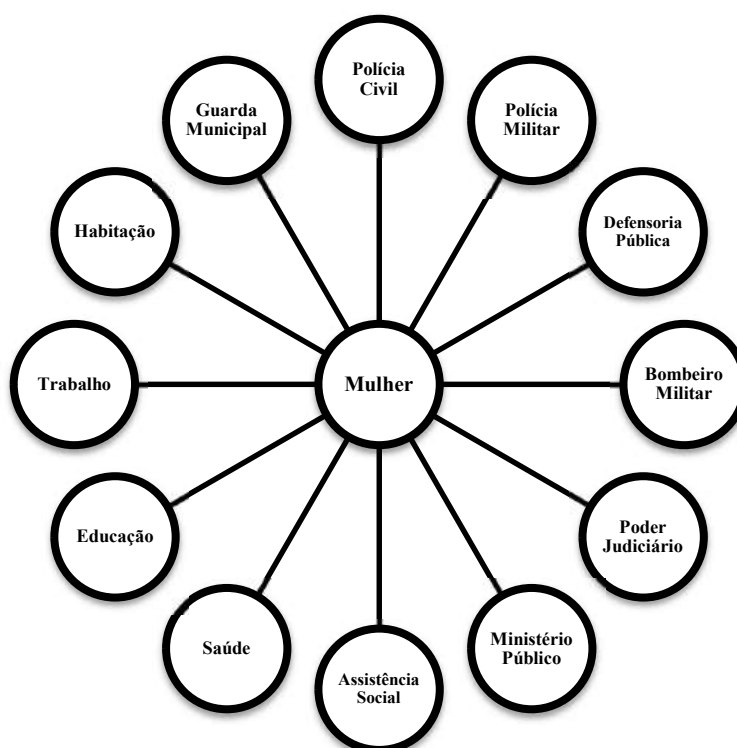 Polícia
Civil
Guarda
Municipal
Polícia
Militar
Habitação
Defensoria
Pública
Trabalho
Mulher
Bombeiro
Militar
Educação
Poder
Judiciário
Saúde
Ministério
Público
Assistência
Social